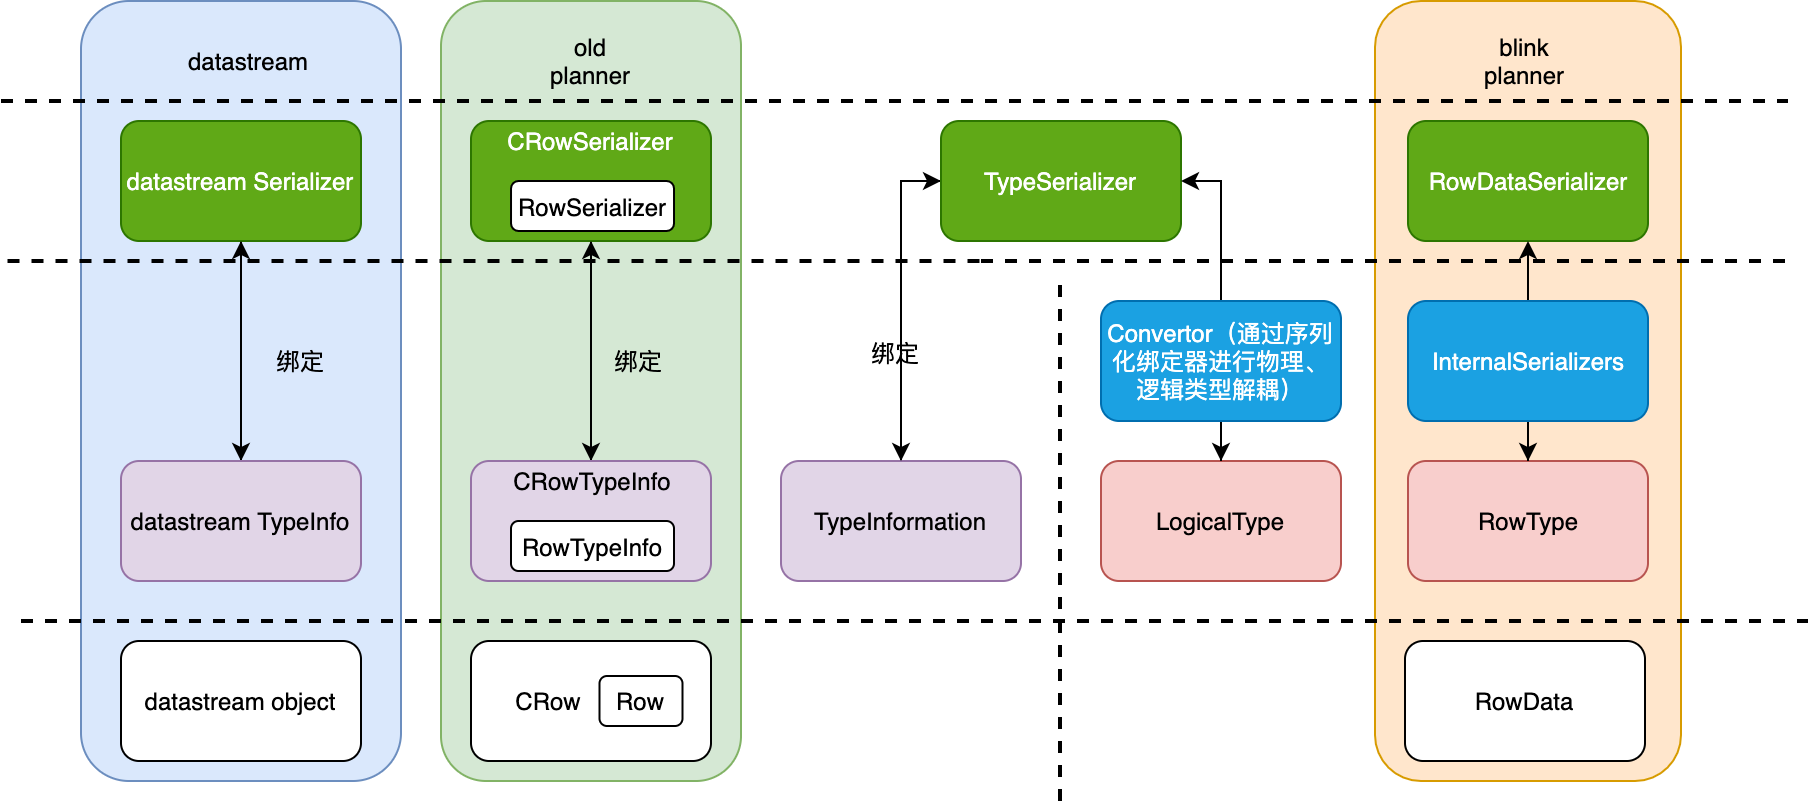 datastream
old
planner
blink
planner
datastream Serializer
CRowSerializer
RowSerializer
TypeSerializer
RowDataSerializer
绑定
绑定
绑定
Convertor（通过序列
化绑定器进行物理、
逻辑类型解耦）
InternalSerializers
datastream TypeInfo
CRowTypeInfo
RowTypeInfo
TypeInformation
LogicalType
RowType
datastream object
CRow
Row
RowData